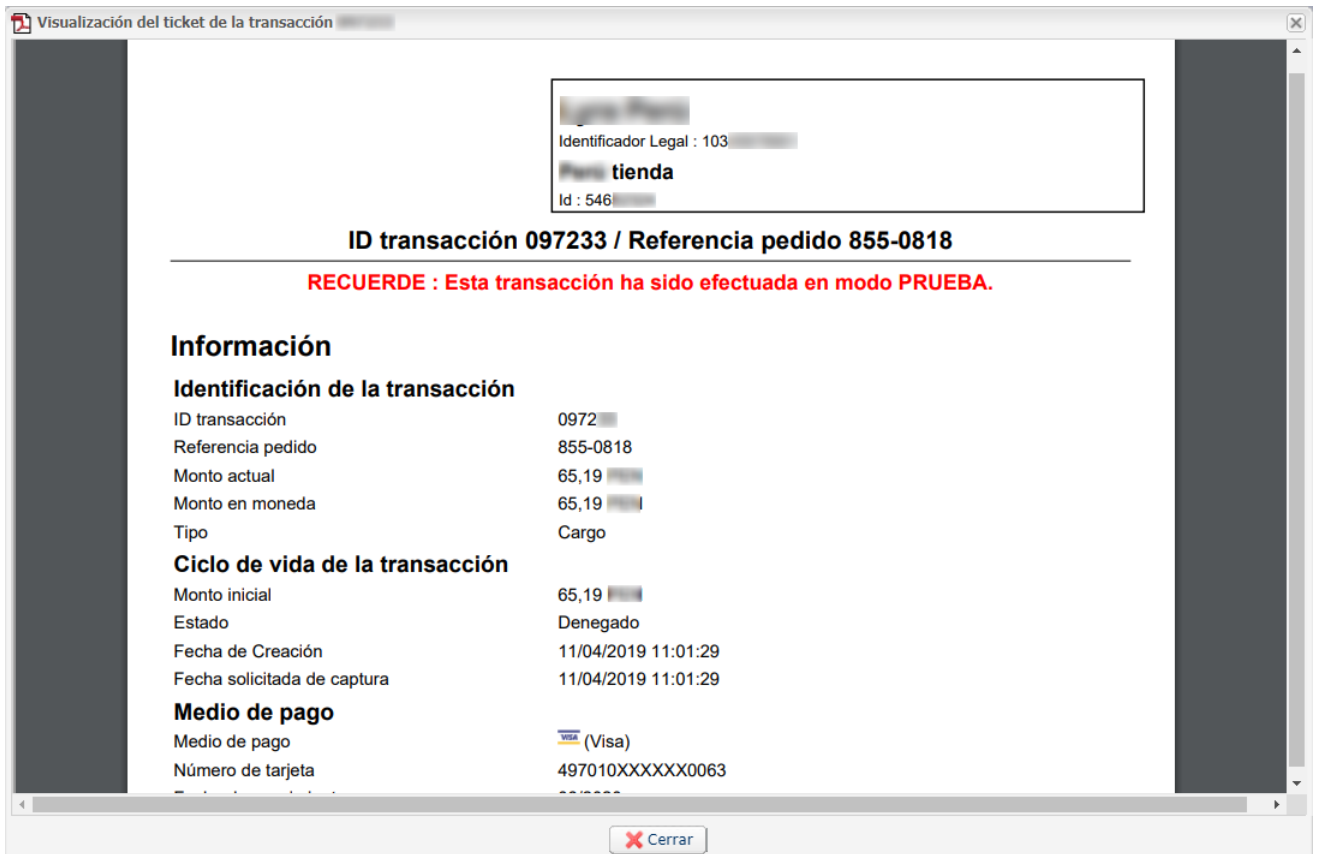 Visualización del ticket de la transacción
Identificador Legal : 103
tienda
Id : 546
ID transacción 097233 / Referencia pedido 855-0818
RECUERDE : Esta transacción ha sido efectuada en modo PRUEBA.
Información
Identificación de la transacción
ID transacción 0972
Referencia pedido 855-0818
Monto actual 65,19
Monto en moneda 65,19
Tipo Cargo
Ciclo de vida de la transacción
Monto inicial 65,19
Estado Denegado
Fecha de Creación 11/04/2019 11:01:29
Fecha solicitada de captura 11/04/2019 11:01:29
Medio de pago
Medio de pago VISA (Visa)
Número de tarjeta 497010XXXXXX0063
Cerrar